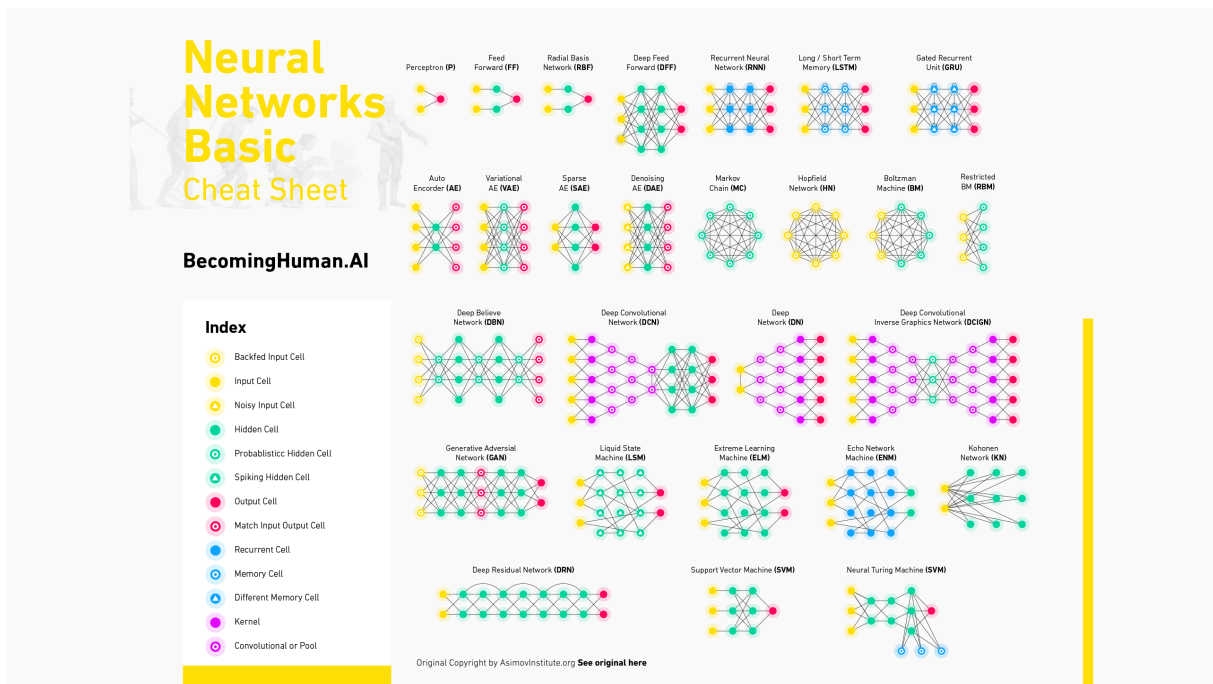 Neural
Networks
Basic
Cheat Sheet
BecomingHuman.AI
Index
Backfed Input Cell
Input Cell
Noisy Input Cell
Hidden Cell
Probablisticc Hidden Cell
Spiking Hidden Cell
Output Cell
Match Input Output Cell
Recurrent Cell
Memory Cell
Different Memory Cell
Kernel
Convolutional or Pool
Perceptron (P)
Feed
Forward (FF)
Radial Basis
Network (RBF)
Deep Feed
Forward (DFF)
Recurrent Neural
Network (RNN)
Long / Short Term
Memory (LSTM)
Gated Recurrent
Unit (GRU)
Auto
Encorder (AE)
Variational
AE (VAE)
Sparse
AE (SAE)
Denoising
AE (DAE)
Markov
Chain (MC)
Hopfield
Network (HN)
Boltzman
Machine (BM)
Restricted
BM (RBM)
Deep Believe
Network (DBN)
Deep Convolutional
Network (DCN)
Deep
Network (DN)
Deep Convolutional
Inverse Graphics Network (DCIGN)
Generative Adversial
Network (GAN)
Liquid State
Machine (LSM)
Extreme Learning
Machine (ELM)
Echo Network
Machine (ENM)
Kohonen
Network (KN)
Deep Residual Network (DRN)
Support Vector Machine (SVM)
Neural Turing Machine (SVM)
Original Copyright by AsimovInstitute.org See original here